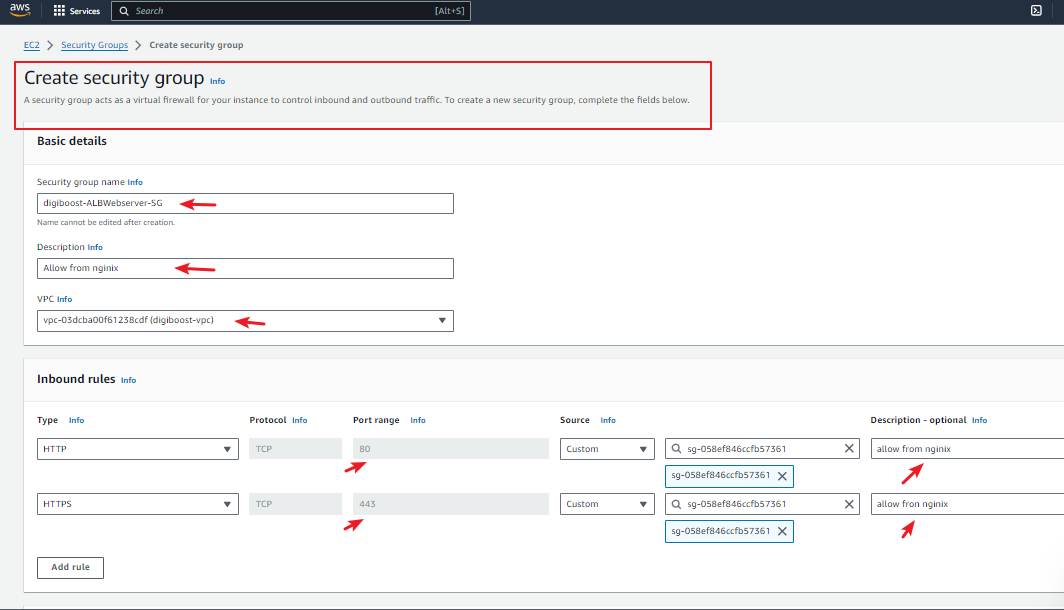 aws Services Search [Alt+S]
EC2 > Security Groups > Create security group
Create security group Info
A security group acts as a virtual firewall for your instance to control inbound and outbound traffic. To create a new security group, complete the fields below.
Basic details
Security group name Info
digiboost-ALBWebserver-SG
Name cannot be edited after creation.
Description Info
Allow from nginix
VPC Info
vpc-03dcba00f61238cdf (digiboost-vpc)
Inbound rules Info
Type Info Protocol Info Port range Info Source Info Description - optional Info
HTTP TCP 80 Custom sg-058ef846ccfb57361 allow from nginix
sg-058ef846ccfb57361
HTTPS TCP 443 Custom sg-058ef846ccfb57361 allow fron nginix
sg-058ef846ccfb57361
Add rule